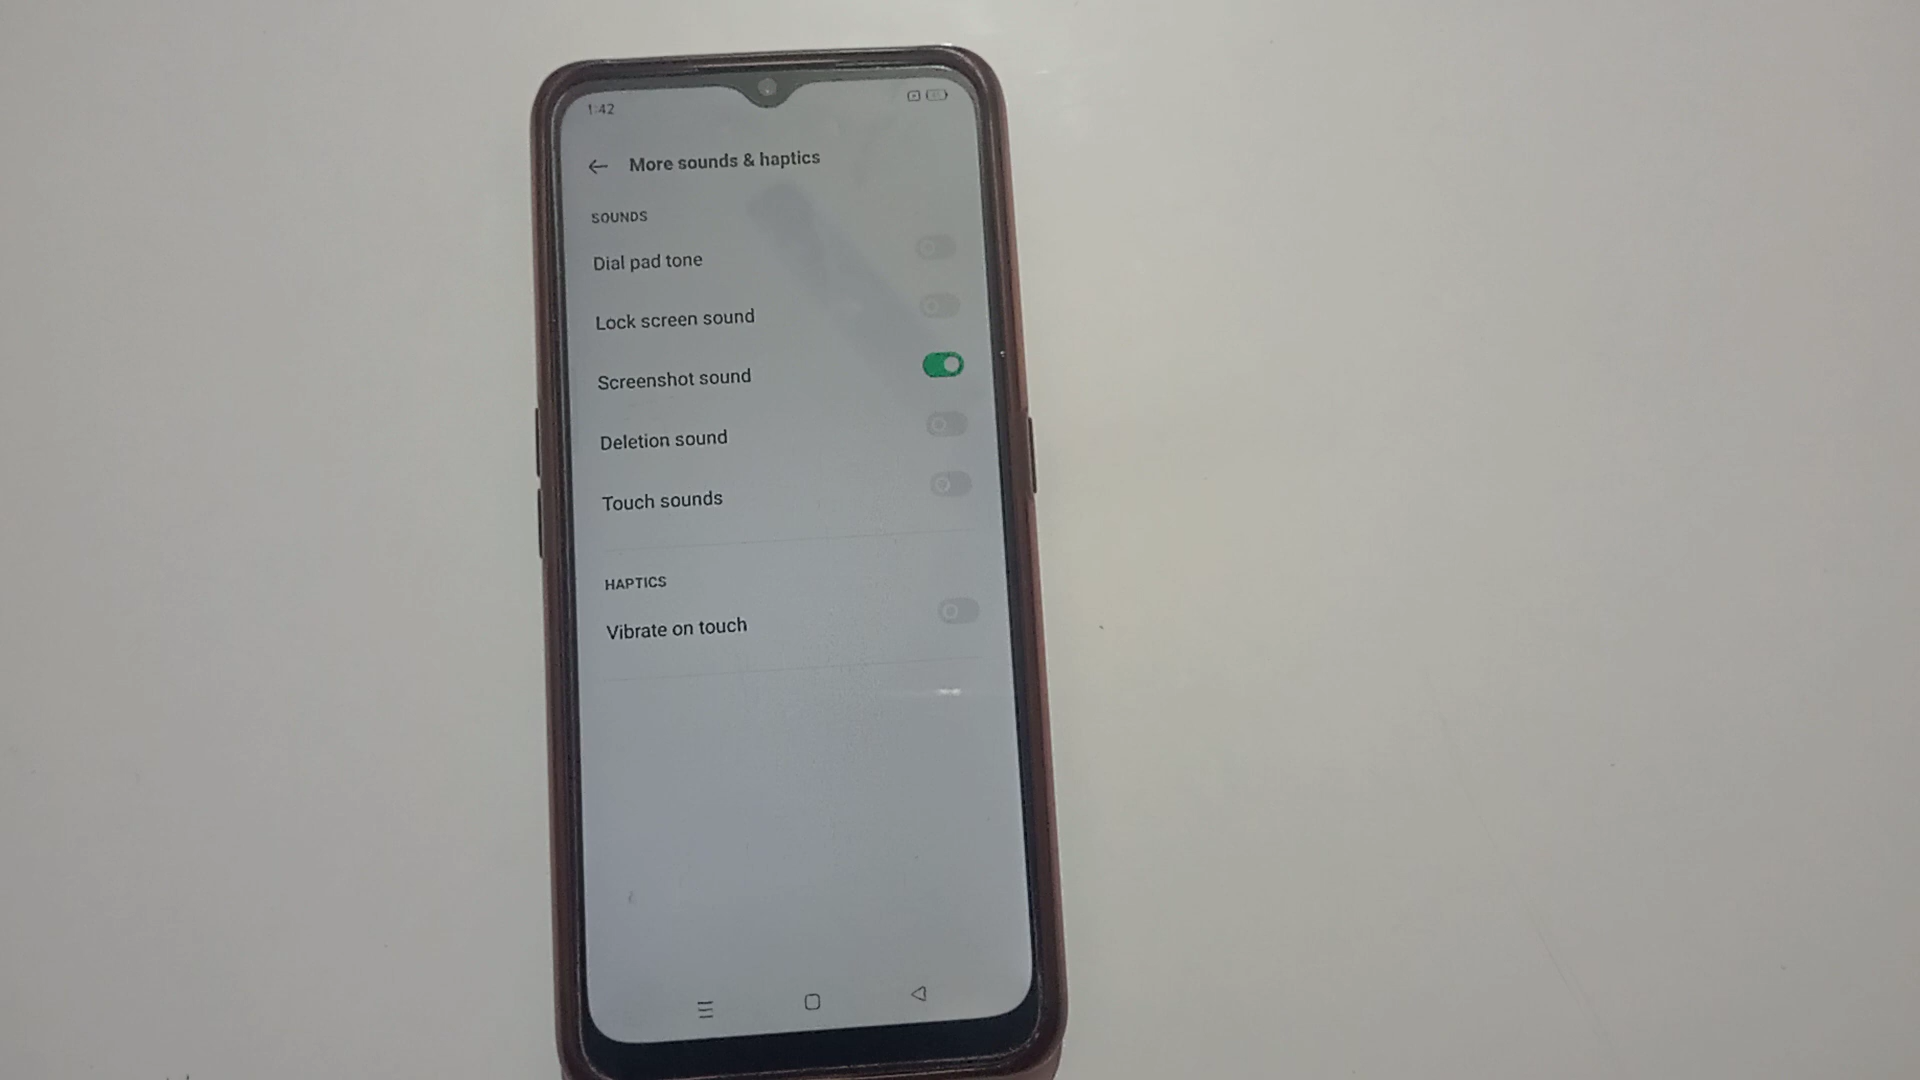 1:42
More sounds & haptics
SOUNDS
Dial pad tone
Lock screen sound
Screenshot sound
Deletion sound
Touch sounds
HAPTICS
Vibrate on touch